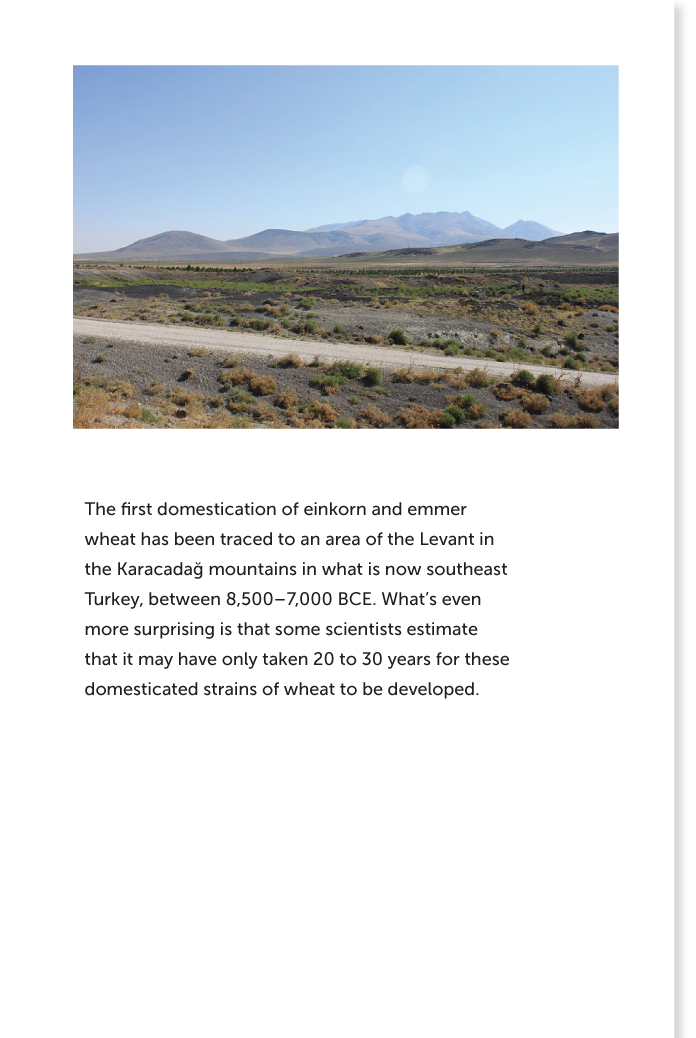 The first domestication of einkorn and emmer
wheat has been traced to an area of the Levant in
the Karacadağ mountains in what is now southeast
Turkey, between 8,500–7,000 BCE. What’s even
more surprising is that some scientists estimate
that it may have only taken 20 to 30 years for these
domesticated strains of wheat to be developed.